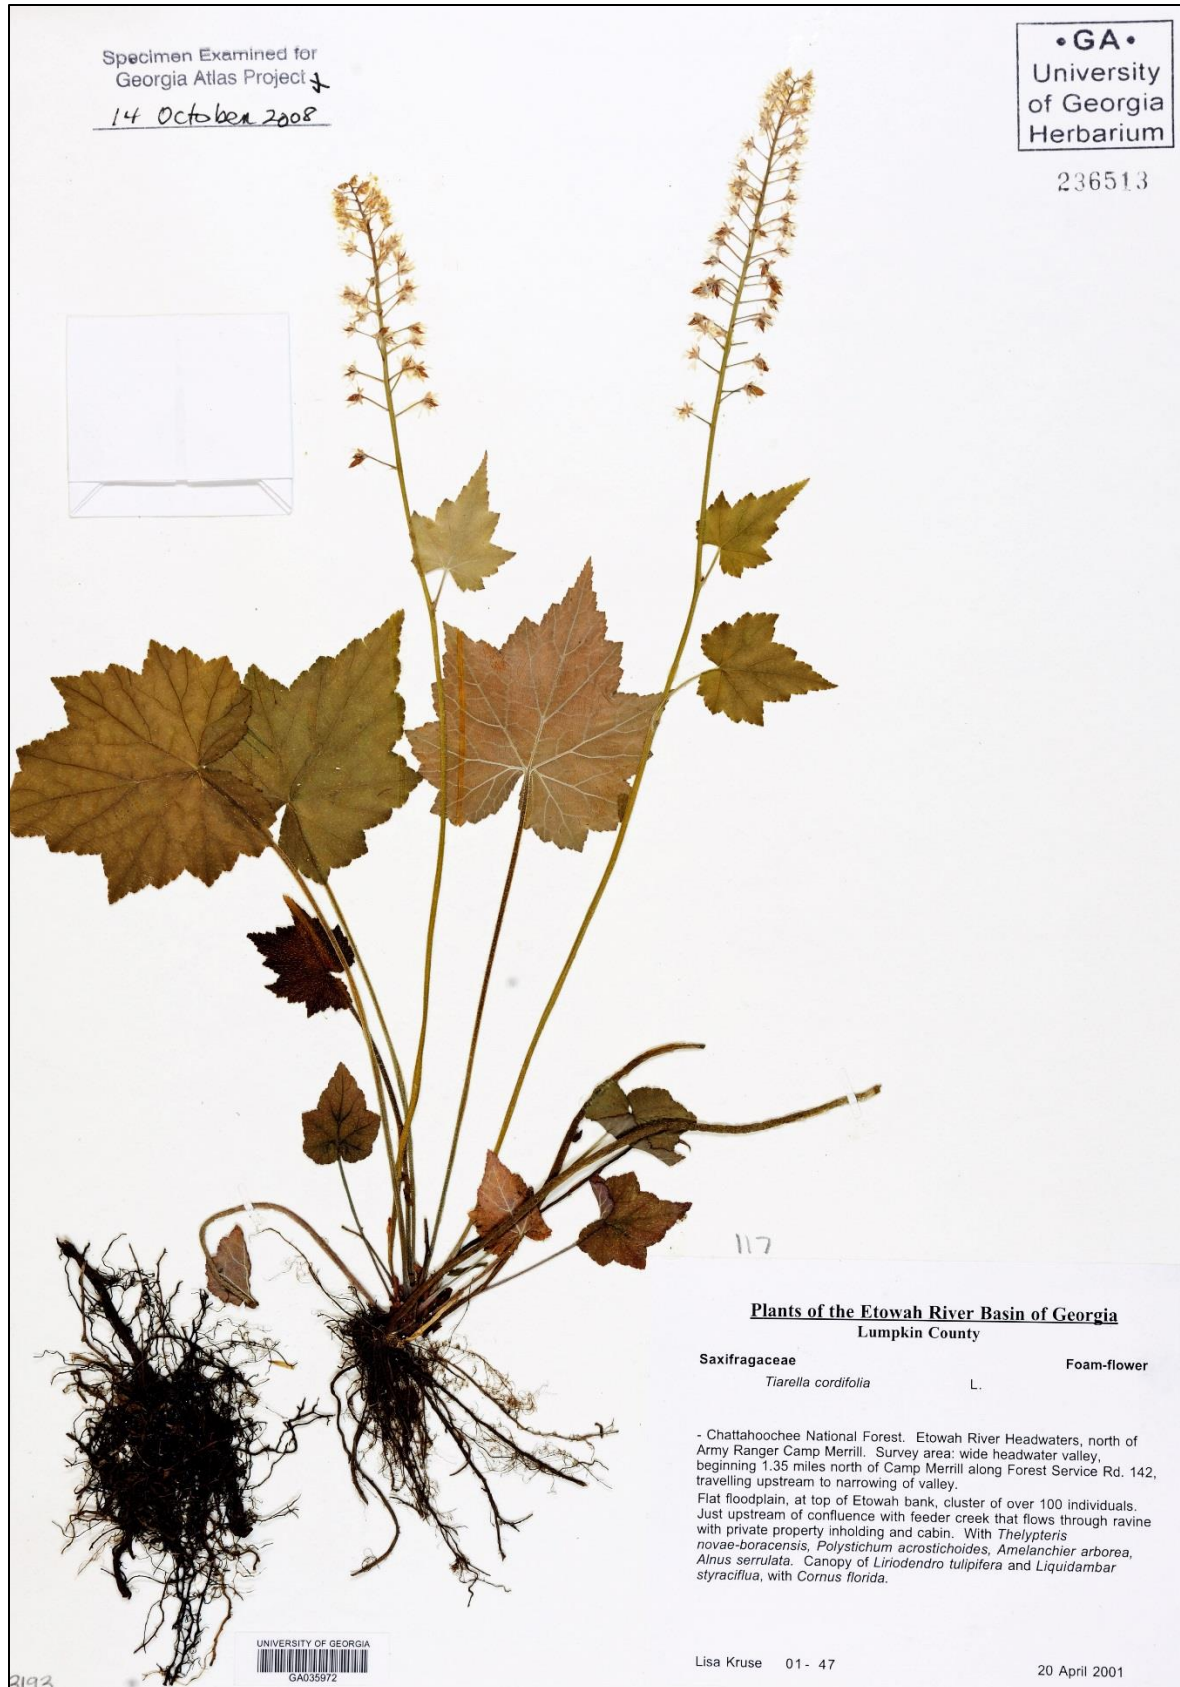 Specimen Examined for
Georgia Atlas Project
14 October 2008
•GA•
University
of Georgia
Herbarium
236513
117
Plants of the Etowah River Basin of Georgia
Lumpkin County
Saxifragaceae Foam-flower
Tiarella cordifolia L.
- Chattahoochee National Forest. Etowah River Headwaters, north of
Army Ranger Camp Merrill. Survey area: wide headwater valley,
beginning 1.35 miles north of Camp Merrill along Forest Service Rd. 142,
travelling upstream to narrowing of valley.
Flat floodplain, at top of Etowah bank, cluster of over 100 individuals.
Just upstream of confluence with feeder creek that flows through ravine
with private property inholding and cabin. With Thelypteris
novae-boracensis, Polystichum acrostichoides, Amelanchier arborea,
Alnus serrulata. Canopy of Liriodendro tulipifera and Liquidambar
styraciflua, with Cornus florida.
Lisa Kruse 01- 47
20 April 2001
UNIVERSITY OF GEORGIA
GA035972